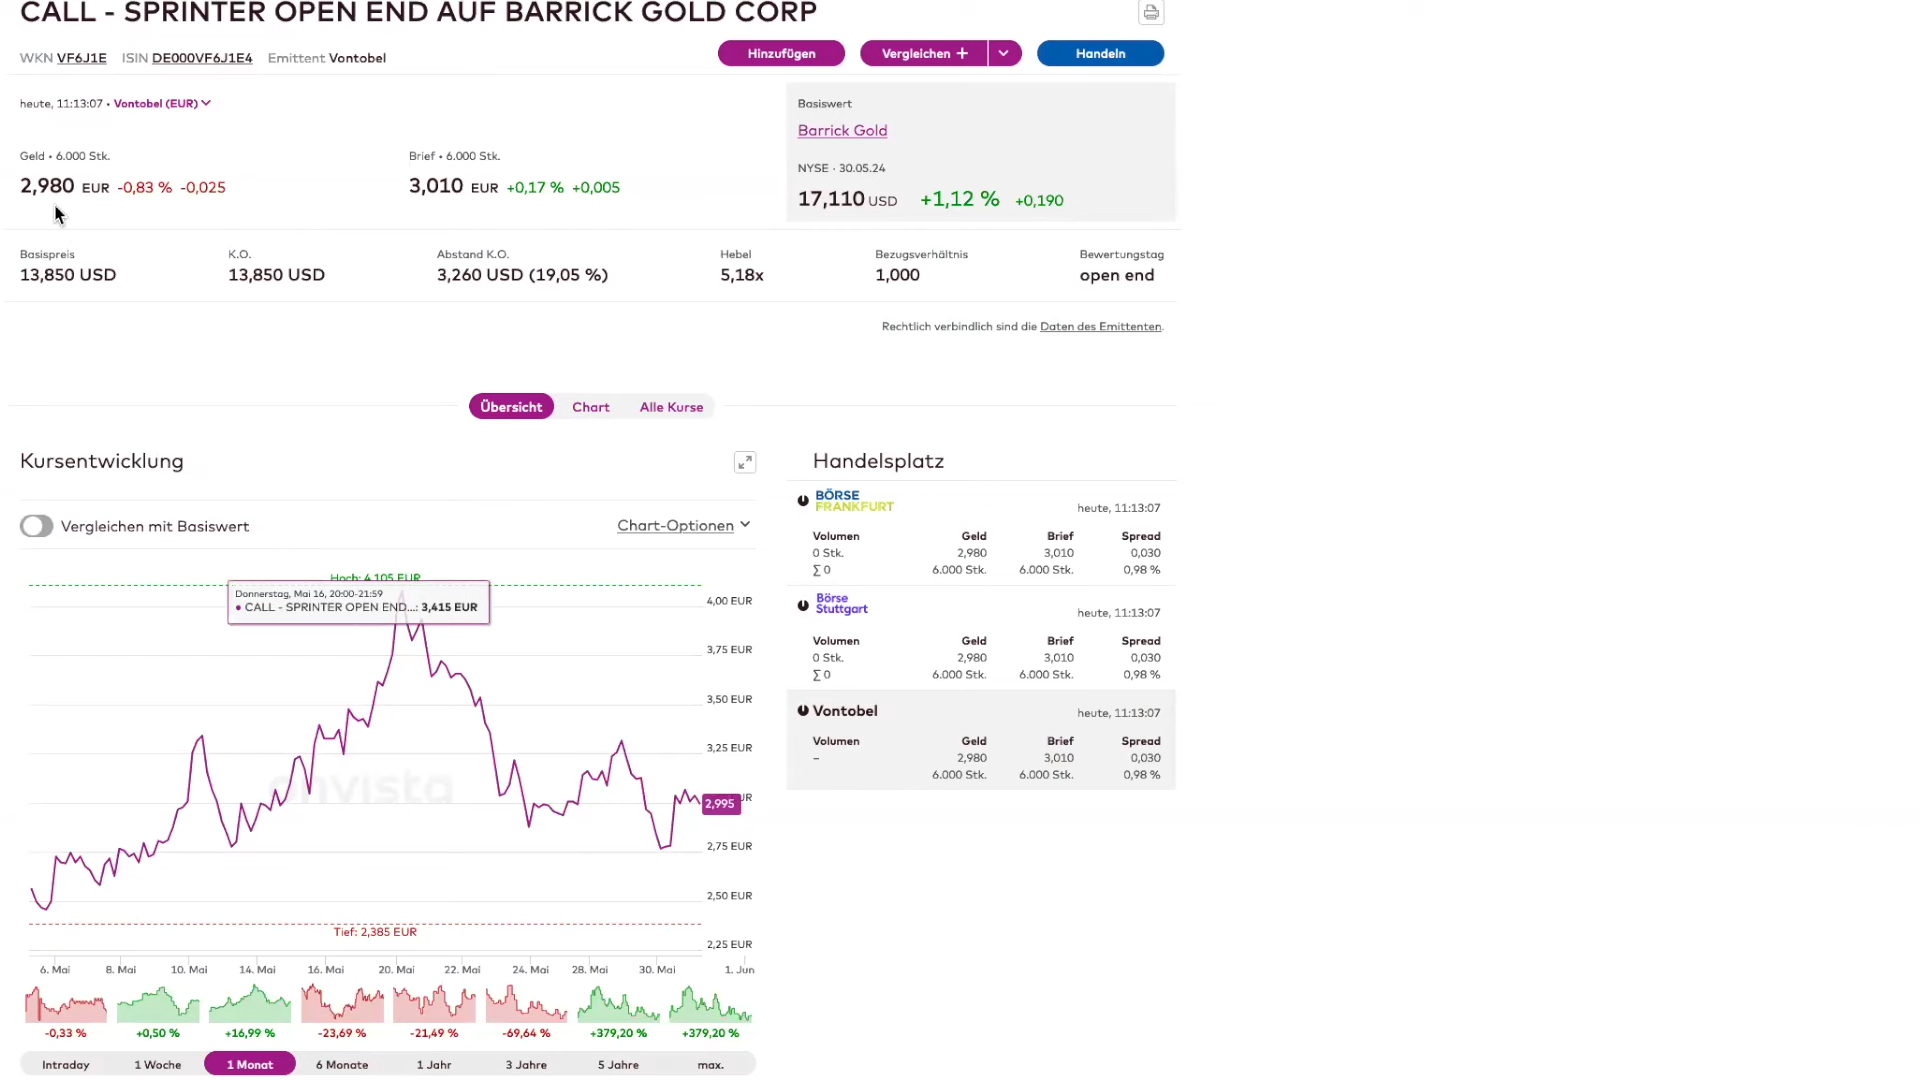 CALL - SPRINTER OPEN END AUF BARRICK GOLD CORP
WKN VF6J1E ISIN DE000VF6J1E4 Emittent Vontobel
Hinzufügen
Vergleichen +
Handeln
heute, 11:13:07 • Vontobel (EUR)
Geld • 6.000 Stk.
2,980 EUR -0,83 % -0,025
Brief • 6.000 Stk.
3,010 EUR +0,17 % +0,005
Basiswert
Barrick Gold
NYSE · 30.05.24
17,110 USD +1,12 % +0,190
Basispreis
13,850 USD
K.O.
13,850 USD
Abstand K.O.
3,260 USD (19,05 %)
Hebel
5,18x
Bezugsverhältnis
1,000
Bewertungstag
open end
Rechtlich verbindlich sind die Daten des Emittenten.
Übersicht Chart Alle Kurse
Kursentwicklung
Vergleichen mit Basiswert
Chart-Optionen
Hoch: 4,105 EUR
Donnerstag, Mai 16, 20:00-21:59
• CALL - SPRINTER OPEN END...: 3,415 EUR
4,00 EUR
3,75 EUR
3,50 EUR
3,25 EUR
onvista
2,995
2,75 EUR
2,50 EUR
Tief: 2,385 EUR
2,25 EUR
6. Mai 8. Mai 10. Mai 14. Mai 16. Mai 20. Mai 22. Mai 24. Mai 28. Mai 30. Mai 1. Jun
-0,33 % +0,50 % +16,99 % -23,69 % -21,49 % -69,64 % +379,20 % +379,20 %
Intraday 1 Woche 1 Monat 6 Monate 1 Jahr 3 Jahre 5 Jahre max.
Handelsplatz
BÖRSE
FRANKFURT
heute, 11:13:07
Volumen Geld Brief Spread
0 Stk. 2,980 3,010 0,030
∑ 0 6.000 Stk. 6.000 Stk. 0,98 %
Börse
Stuttgart
heute, 11:13:07
Volumen Geld Brief Spread
0 Stk. 2,980 3,010 0,030
∑ 0 6.000 Stk. 6.000 Stk. 0,98 %
Vontobel heute, 11:13:07
Volumen Geld Brief Spread
– 2,980 3,010 0,030
6.000 Stk. 6.000 Stk. 0,98 %